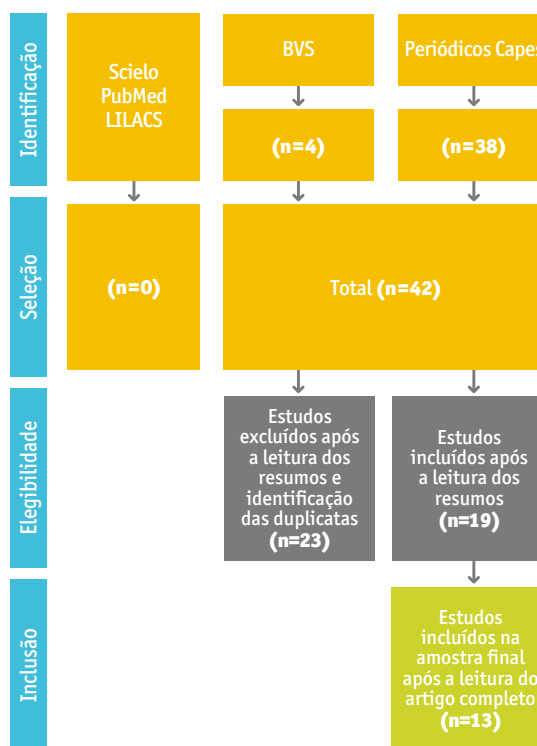 Identificação
Scielo
PubMed
LILACS
BVS
Periódicos Capes
(n=4)
(n=38)
Seleção
(n=0)
Total (n=42)
Elegibilidade
Estudos
excluídos após
a leitura dos
resumos e
identificação
das duplicatas
(n=23)
Estudos
incluídos após
a leitura dos
resumos
(n=19)
Inclusão
Estudos
incluídos na
amostra final
após a leitura do
artigo completo
(n=13)